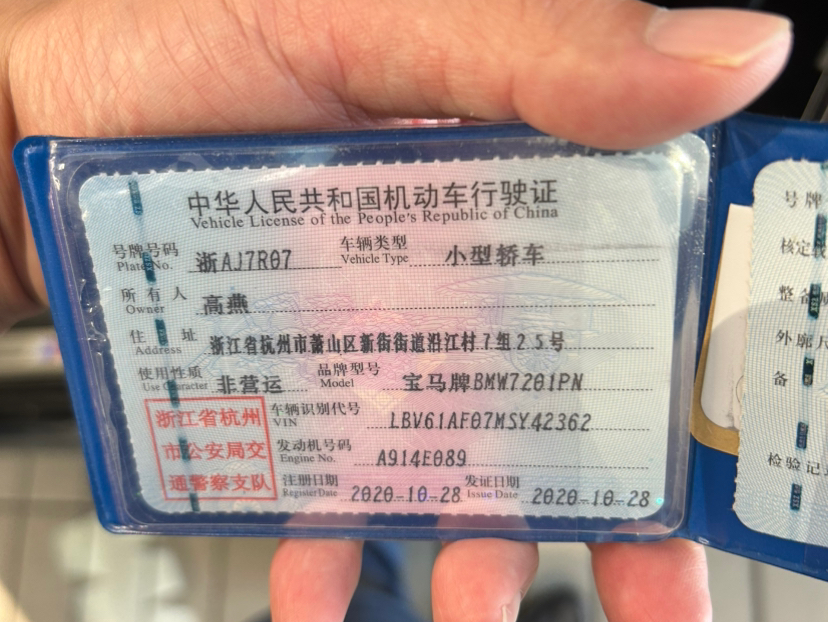 中华人民共和国机动车行驶证
Vehicle License of the People's Republic of China
号牌号码 浙AJ7R07 车辆类型 小型轿车
Plate No. Vehicle Type
所有人 高燕
Owner
住址 浙江省杭州市萧山区新街街道沿江村7组25号
Address
使用性质 非营运 品牌型号 宝马牌BMW7201PN
Use Character Model
浙江省杭州
市公安局交
通警察支队
车辆识别代号 LBV61AF07MSY42362
VIN
发动机号码 A914E089
Engine No.
注册日期 2020-10-28 发证日期 2020-10-28
Register Date Issue Date
号牌
核定
整备
外廓尺
备
检验记